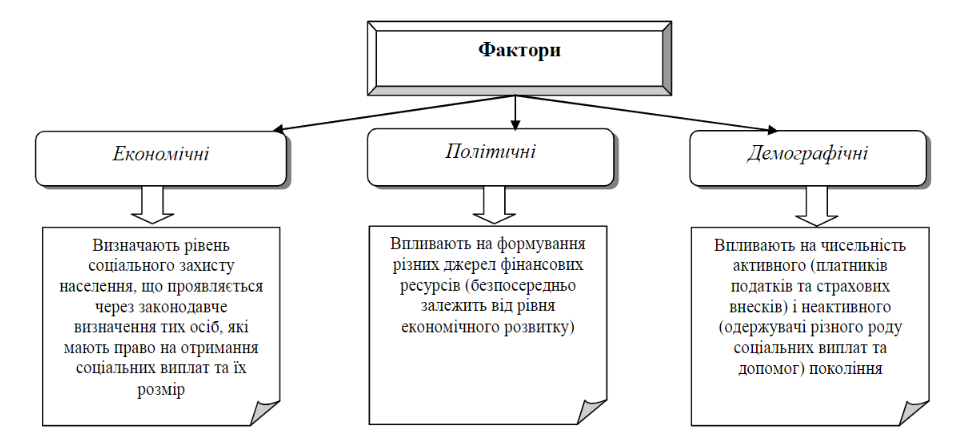 Фактори
Економічні
Політичні
Демографічні
Визначають рівень
соціального захисту
населення, що проявляється
через законодавче
визначення тих осіб, які
мають право на отримання
соціальних виплат та їх
розмір
Впливають на формування
різних джерел фінансових
ресурсів (безпосередньо
залежить від рівня
економічного розвитку)
Впливають на чисельність
активного (платників
податків та страхових
внесків) і неактивного
(одержувачі різного роду
соціальних виплат та
допомог) покоління